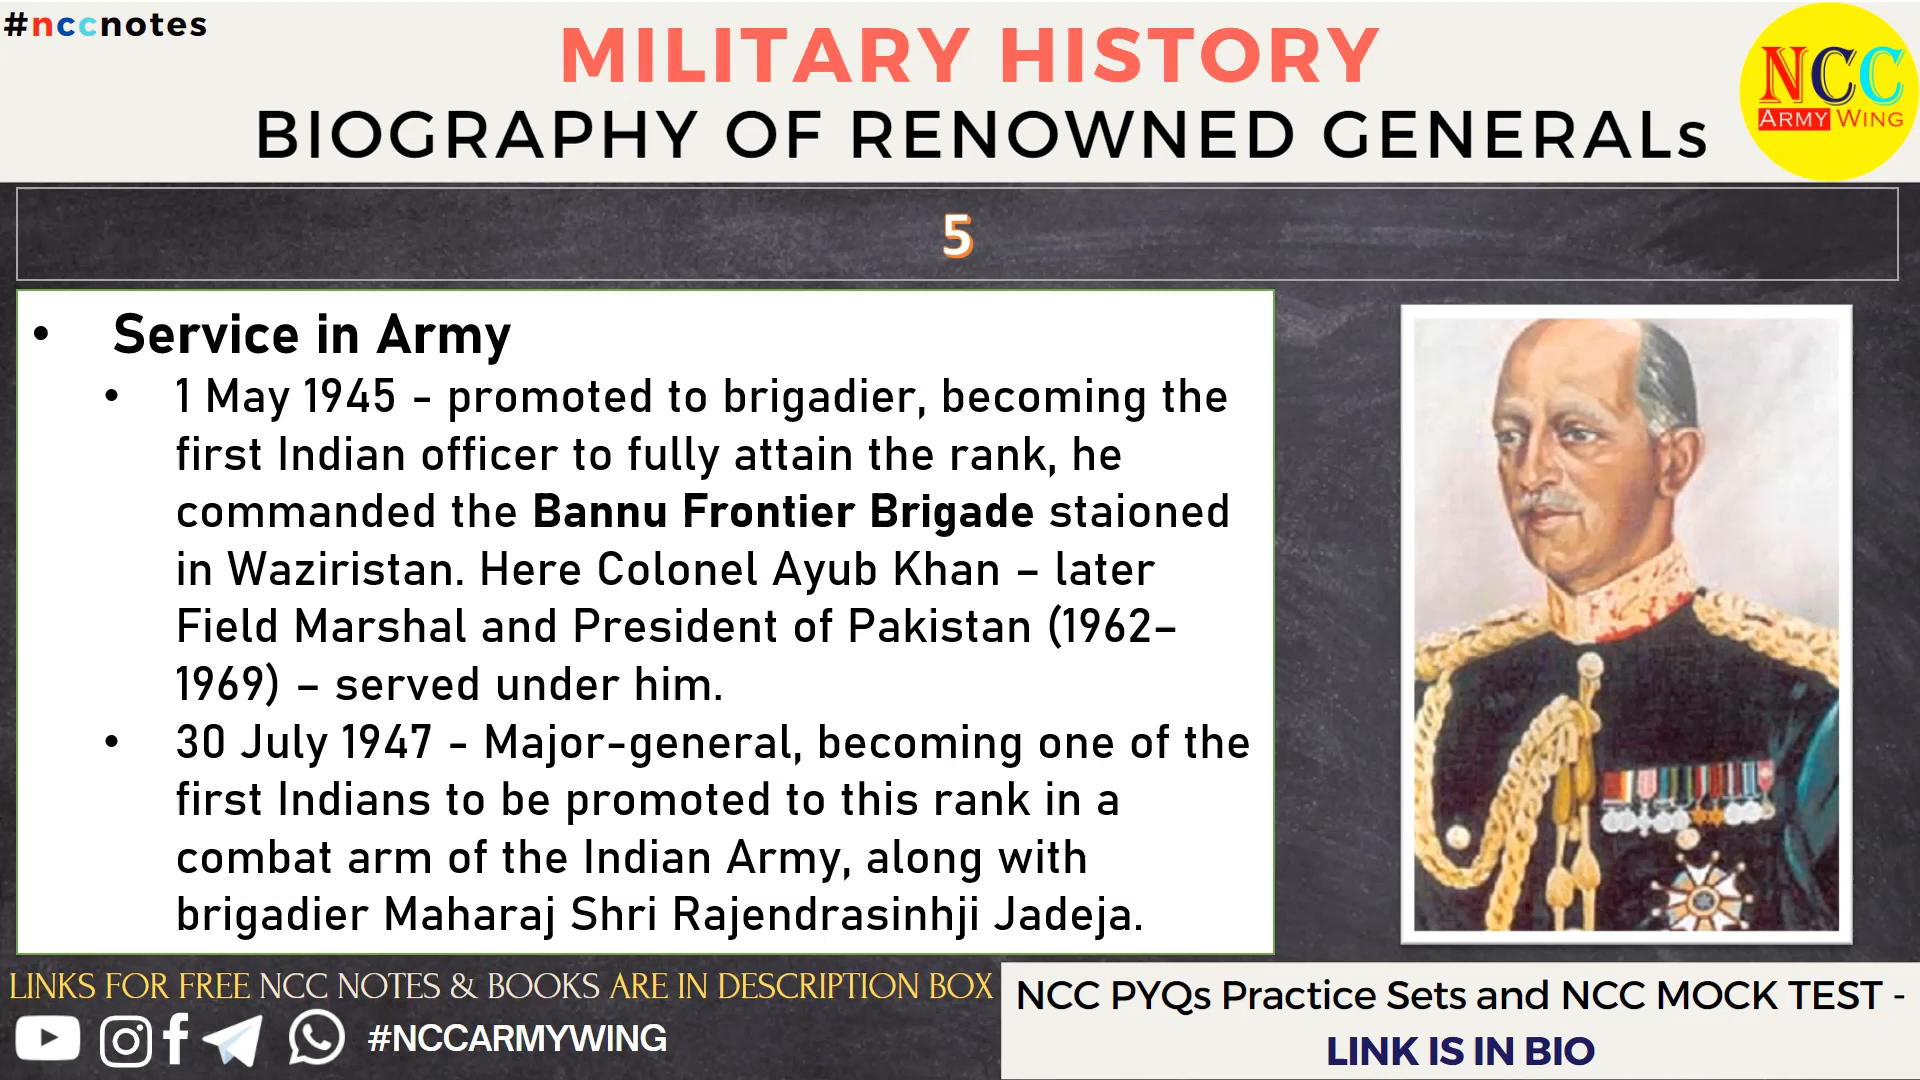 #nccnotes
MILITARY HISTORY
BIOGRAPHY OF RENOWNED GENERALs
NCC
ARMY WING
5
• Service in Army
• 1 May 1945 - promoted to brigadier, becoming the
first Indian officer to fully attain the rank, he
commanded the Bannu Frontier Brigade staioned
in Waziristan. Here Colonel Ayub Khan – later
Field Marshal and President of Pakistan (1962–
1969) – served under him.
• 30 July 1947 - Major-general, becoming one of the
first Indians to be promoted to this rank in a
combat arm of the Indian Army, along with
brigadier Maharaj Shri Rajendrasinhji Jadeja.
LINKS FOR FREE NCC NOTES & BOOKS ARE IN DESCRIPTION BOX
#NCCARMYWING
NCC PYQs Practice Sets and NCC MOCK TEST -
LINK IS IN BIO